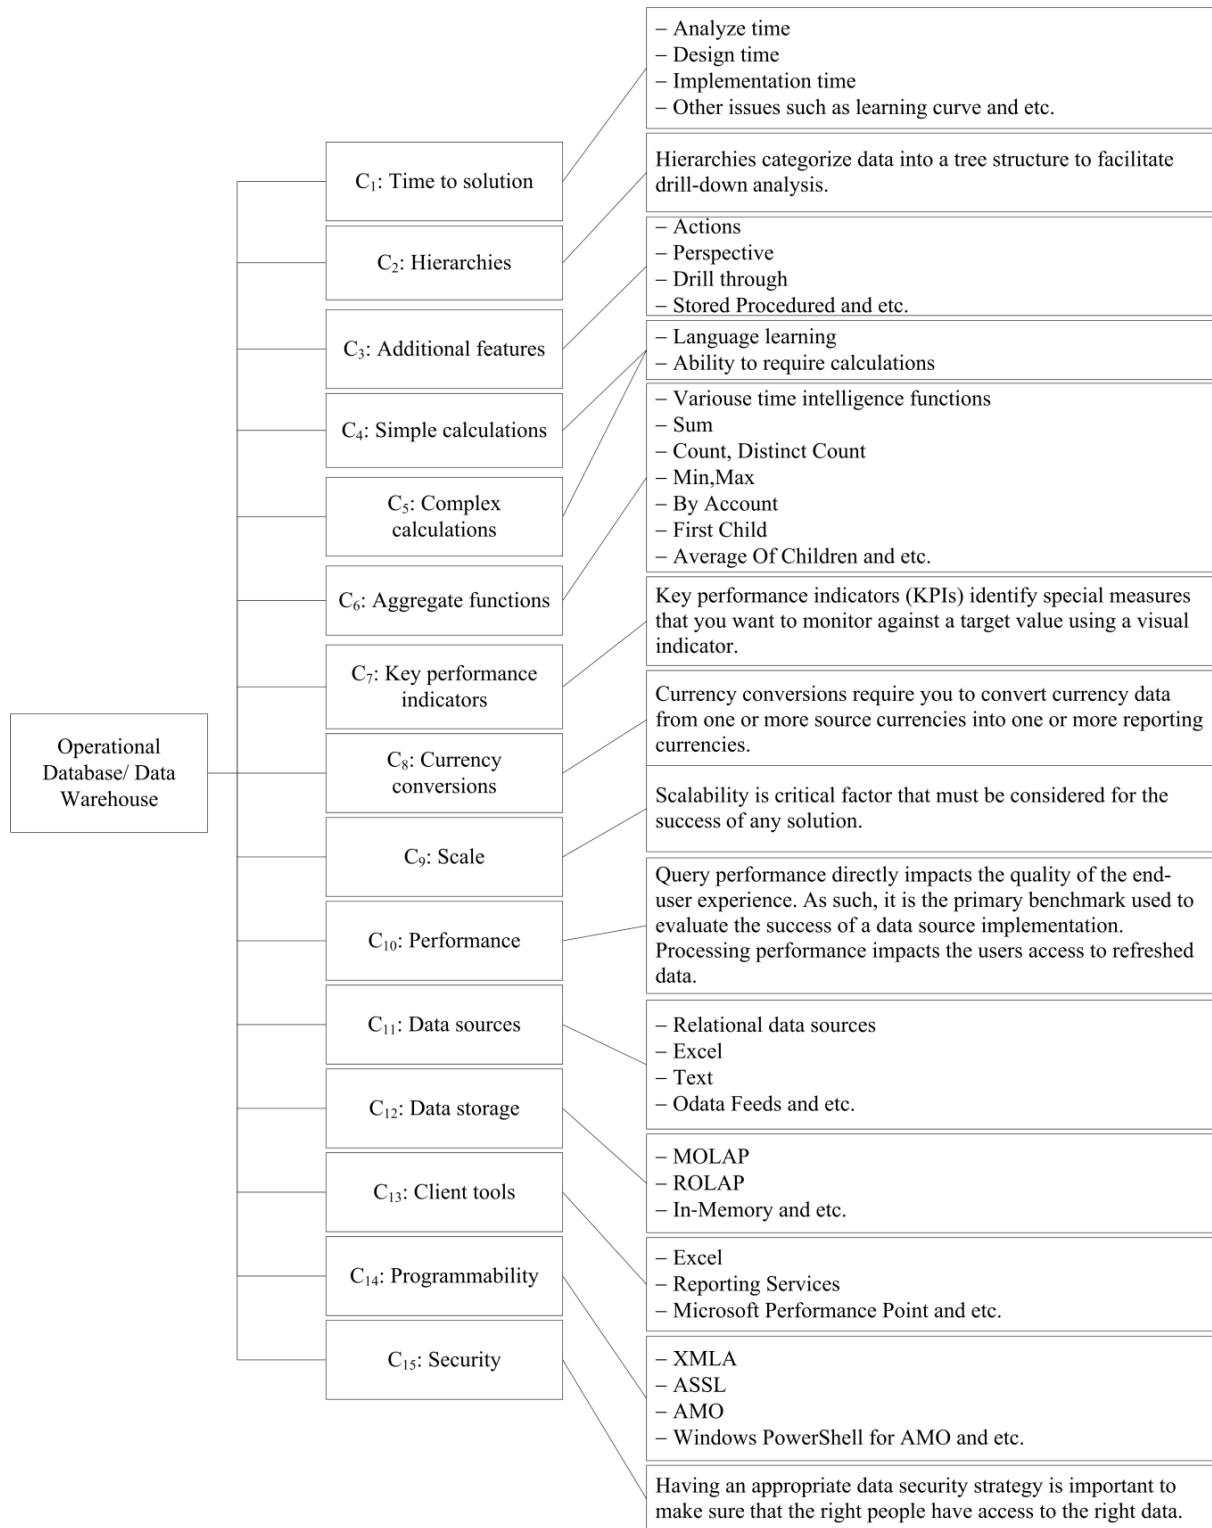 Operational
Database/ Data
Warehouse
C₁: Time to solution
C₂: Hierarchies
C₃: Additional features
C₄: Simple calculations
C₅: Complex
calculations
C₆: Aggregate functions
C₇: Key performance
indicators
C₈: Currency
conversions
C₉: Scale
C₁₀: Performance
C₁₁: Data sources
C₁₂: Data storage
C₁₃: Client tools
C₁₄: Programmability
C₁₅: Security
– Analyze time
– Design time
– Implementation time
– Other issues such as learning curve and etc.
Hierarchies categorize data into a tree structure to facilitate
drill-down analysis.
– Actions
– Perspective
– Drill through
– Stored Procedured and etc.
– Language learning
– Ability to require calculations
– Variouse time intelligence functions
– Sum
– Count, Distinct Count
– Min,Max
– By Account
– First Child
– Average Of Children and etc.
Key performance indicators (KPIs) identify special measures
that you want to monitor against a target value using a visual
indicator.
Currency conversions require you to convert currency data
from one or more source currencies into one or more reporting
currencies.
Scalability is critical factor that must be considered for the
success of any solution.
Query performance directly impacts the quality of the end-
user experience. As such, it is the primary benchmark used to
evaluate the success of a data source implementation.
Processing performance impacts the users access to refreshed
data.
– Relational data sources
– Excel
– Text
– Odata Feeds and etc.
– MOLAP
– ROLAP
– In-Memory and etc.
– Excel
– Reporting Services
– Microsoft Performance Point and etc.
– XMLA
– ASSL
– AMO
– Windows PowerShell for AMO and etc.
Having an appropriate data security strategy is important to
make sure that the right people have access to the right data.